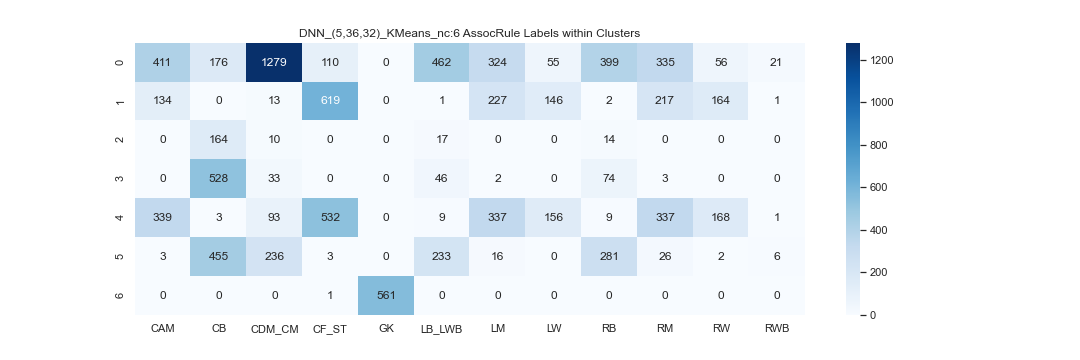 DNN_(5,36,32)_KMeans_nc:6 AssocRule Labels within Clusters
0 411 176 1279 110 0 462 324 55 399 335 56 21
1 134 0 13 619 0 1 227 146 2 217 164 1
2 0 164 10 0 0 17 0 0 14 0 0 0
3 0 528 33 0 0 46 2 0 74 3 0 0
4 339 3 93 532 0 9 337 156 9 337 168 1
5 3 455 236 3 0 233 16 0 281 26 2 6
6 0 0 0 1 561 0 0 0 0 0 0 0
CAM CB CDM_CM CF_ST GK LB_LWB LM LW RB RM RW RWB
1200
1000
800
600
400
200
0